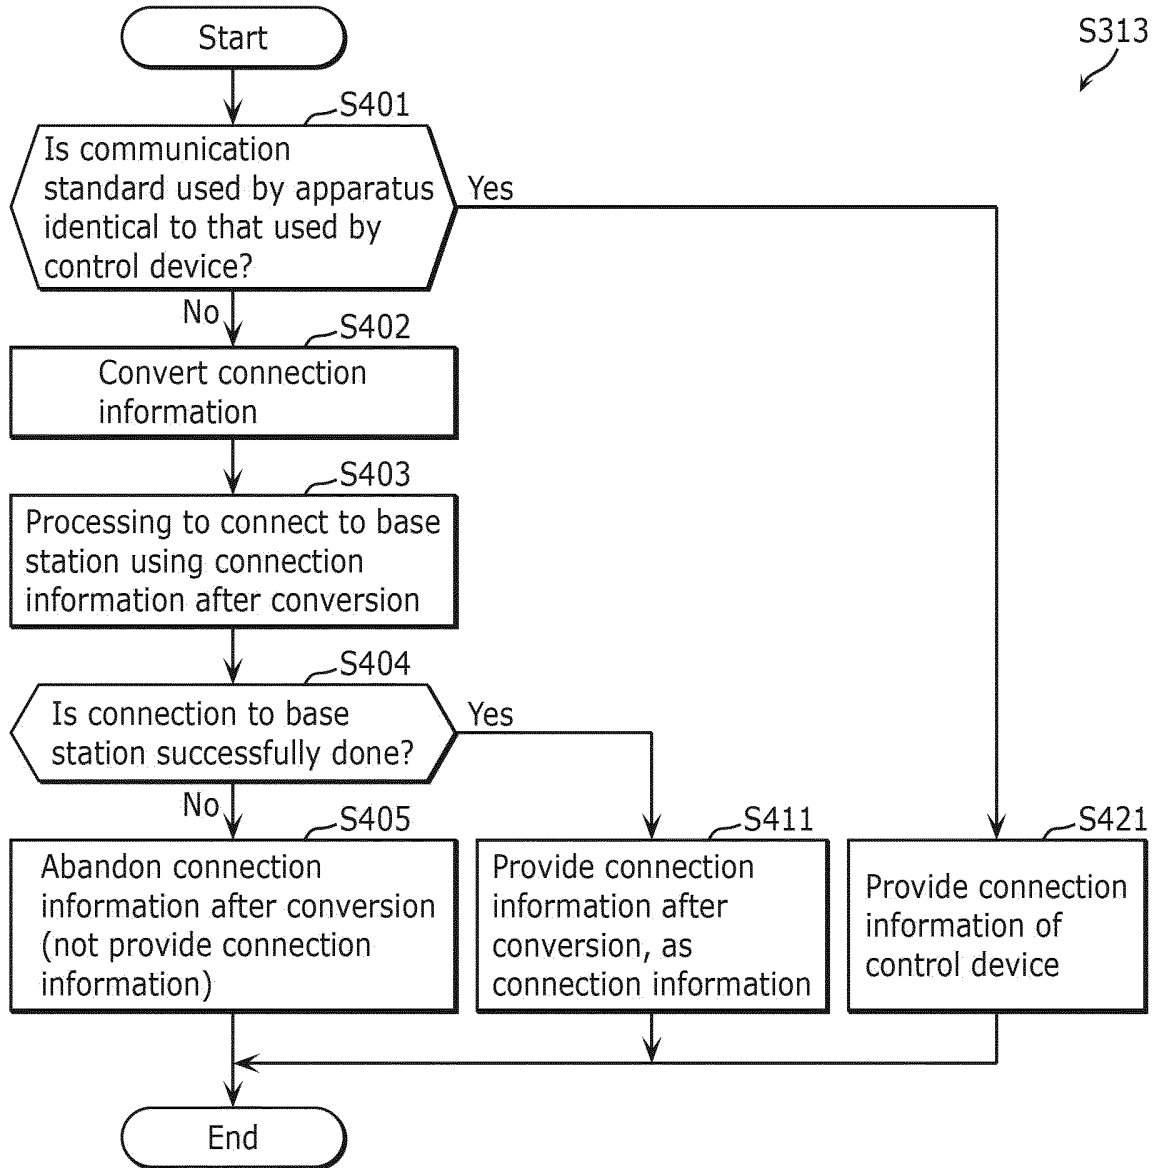 Start
S313
S401
Is communication
standard used by apparatus
identical to that used by
control device?
Yes
No
S402
Convert connection
information
S403
Processing to connect to base
station using connection
information after conversion
S404
Is connection to base
station successfully done?
Yes
No
S405
Abandon connection
information after conversion
(not provide connection
information)
S411
Provide connection
information after
conversion, as
connection information
S421
Provide connection
information of
control device
End